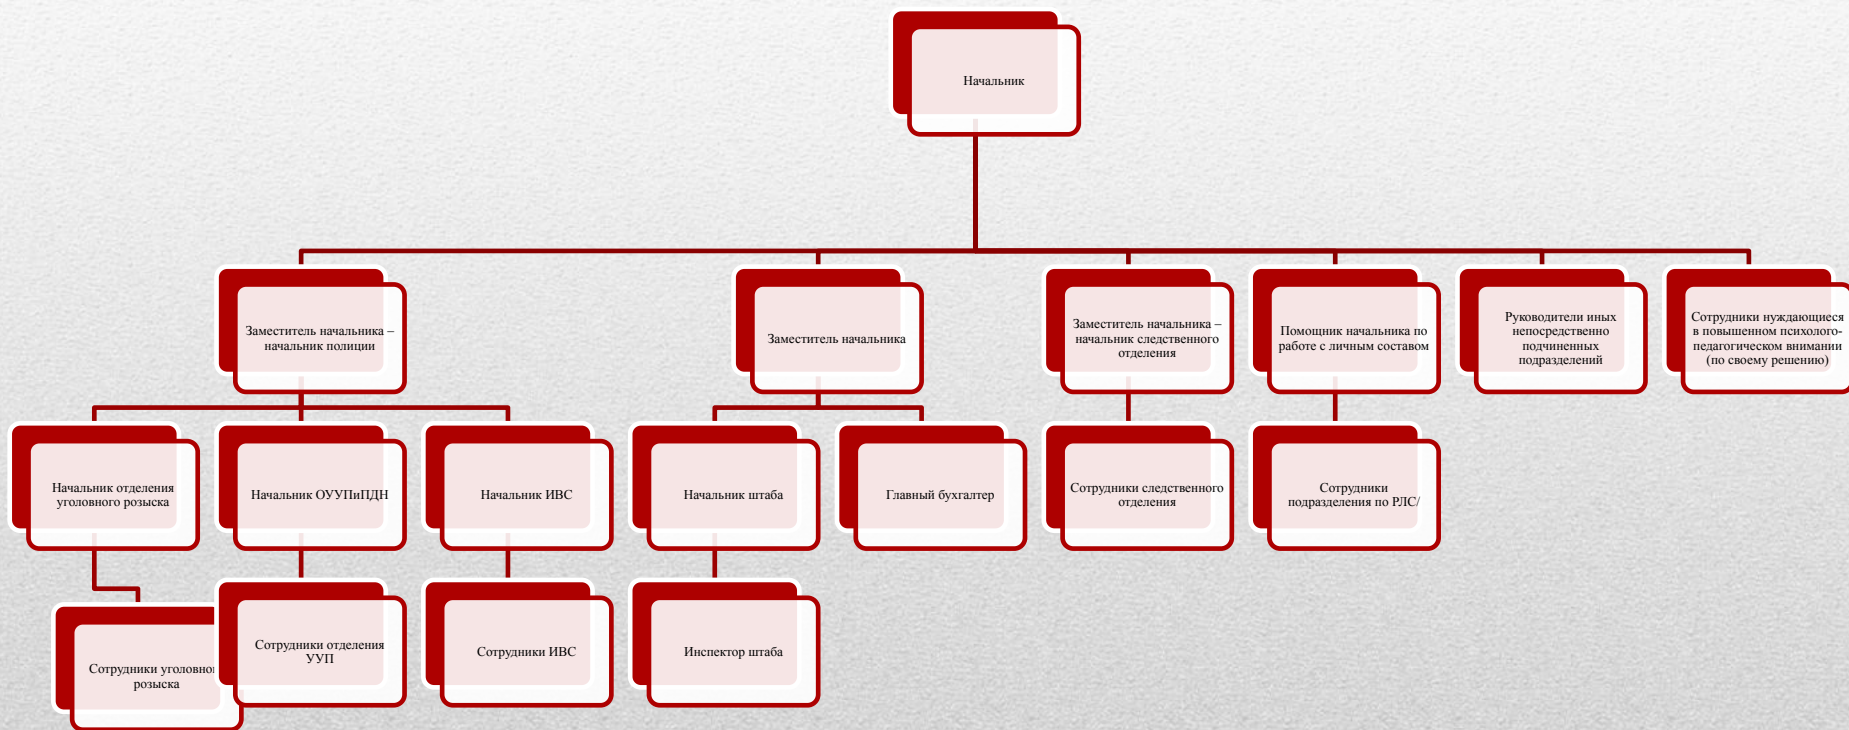 Начальник
Заместитель начальника –
начальник полиции
Заместитель начальника
Заместитель начальника –
начальник следственного
отделения
Помощник начальника по
работе с личным составом
Руководители иных
непосредственно
подчиненных
подразделений
Сотрудники нуждающиеся
в повышенном психолого-
педагогическом внимании
(по своему решению)
Начальник отделения
уголовного розыска
Начальник ОУУПиПДН
Начальник ИВС
Начальник штаба
Главный бухгалтер
Сотрудники следственного
отделения
Сотрудники
подразделения по РЛС/
Сотрудники
розыска
Сотрудники отделения
УУП
Сотрудники ИВС
Инспектор штаба